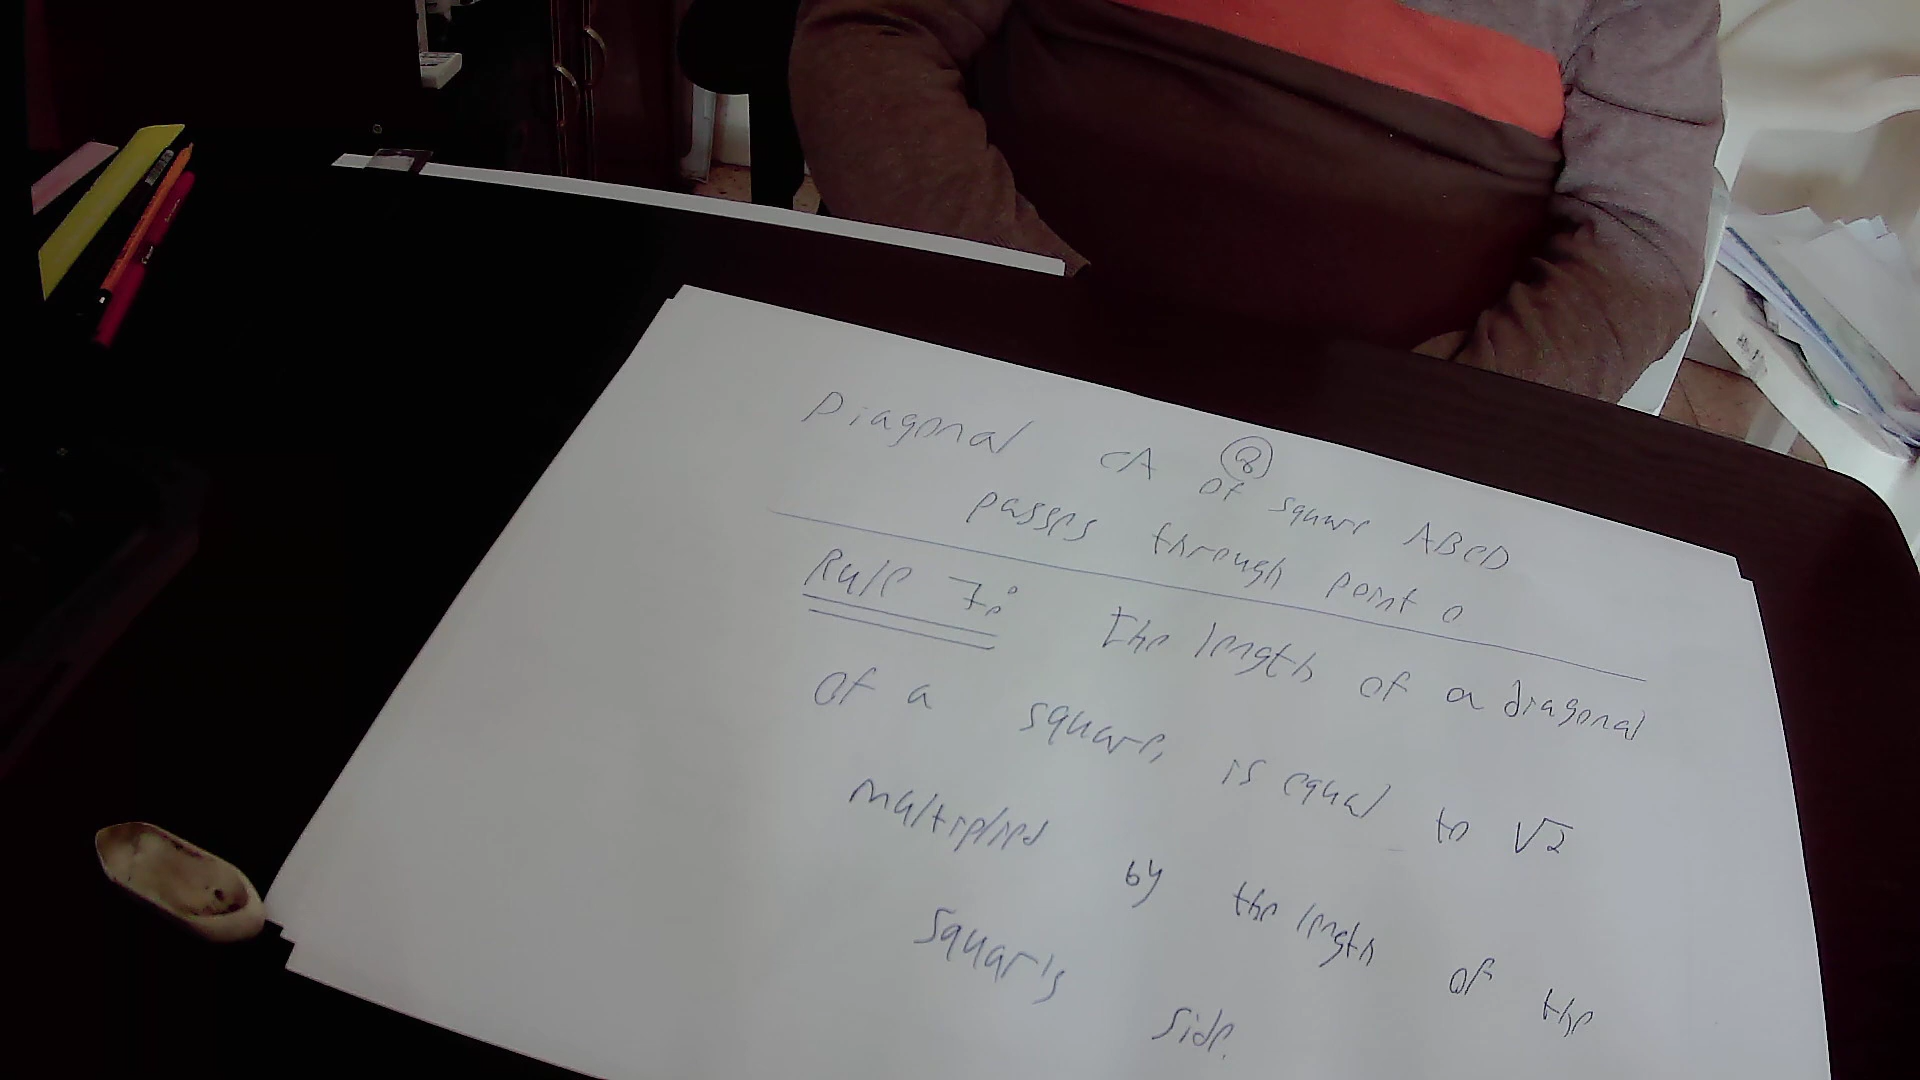 8
Diagonal CA of square ABCD
passes through point O
Rule 7: The length of a diagonal
of a square, is equal to √2
multiplied by the length of the
squar's side.